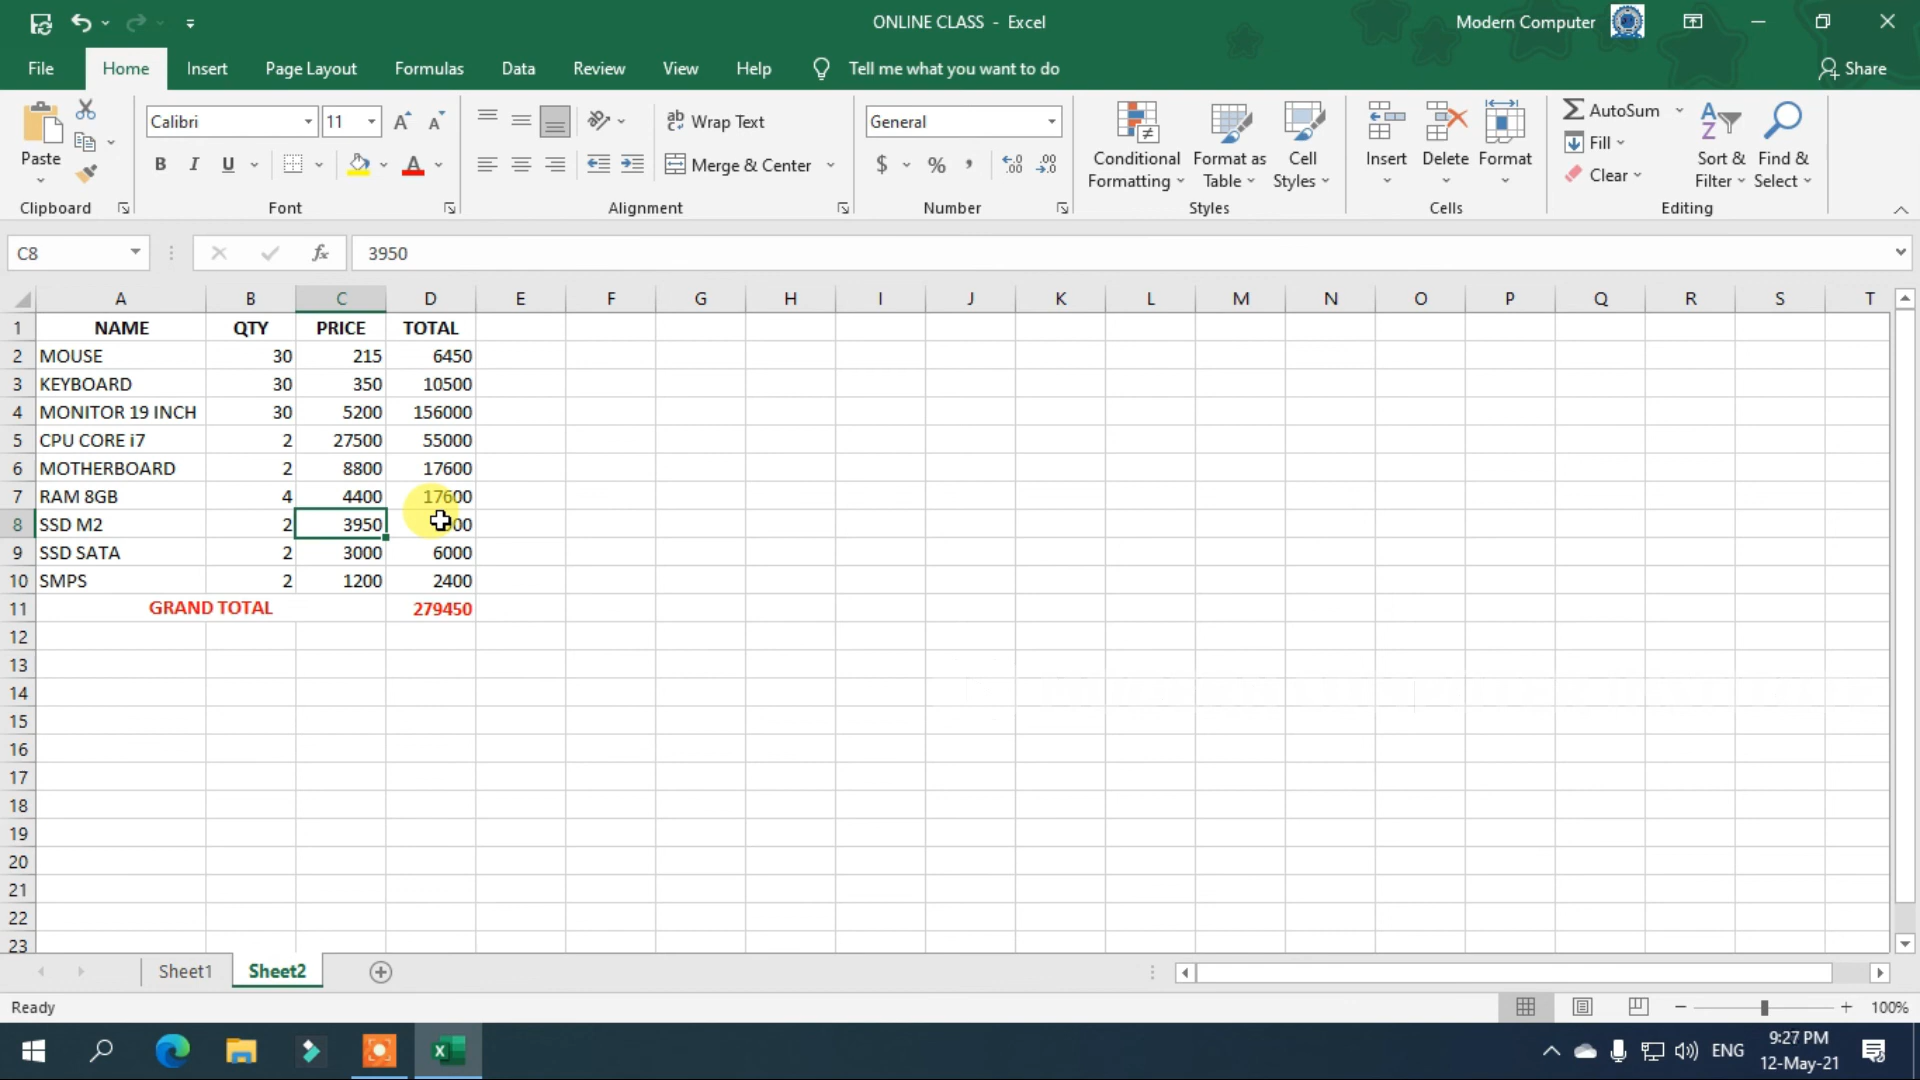 ONLINE CLASS - Excel
Modern Computer
File Home Insert Page Layout Formulas Data Review View Help Tell me what you want to do Share
Paste
Clipboard
Calibri 11
B I U A
Font
Wrap Text
Merge & Center
Alignment
General
$ % ,
Number
Conditional Formatting
Format as Table
Cell Styles
Styles
Insert Delete Format
Cells
AutoSum
Fill
Clear
Sort & Filter
Find & Select
Editing
C8 fx 3950
A B C D E F G H I J K L M N O P Q R S T
1 NAME QTY PRICE TOTAL
2 MOUSE 30 215 6450
3 KEYBOARD 30 350 10500
4 MONITOR 19 INCH 30 5200 156000
5 CPU CORE i7 2 27500 55000
6 MOTHERBOARD 2 8800 17600
7 RAM 8GB 4 4400 17600
8 SSD M2 2 3950
9 SSD SATA 2 3000 6000
10 SMPS 2 1200 2400
11 GRAND TOTAL 279450
12
13
14
15
16
17
18
19
20
21
22
23
Sheet1 Sheet2
Ready
100%
ENG
9:27 PM
12-May-21